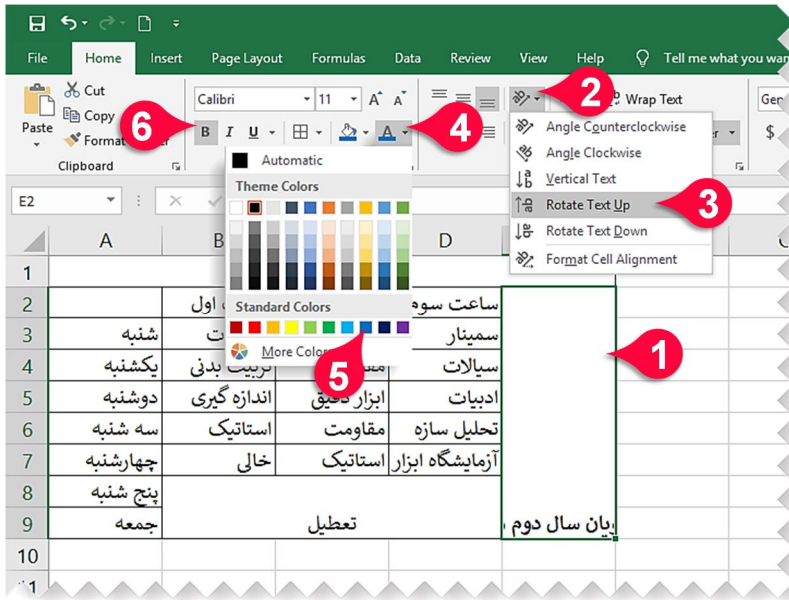 File Home Insert Page Layout Formulas Data Review View Help Tell me what you
Cut
Copy
Format
Paste
Clipboard
Calibri 11 A A
B I U A
2 Wrap Text
6 4
Gen
$
Angle Counterclockwise
Angle Clockwise
Vertical Text
Rotate Text Up 3
Rotate Text Down
Format Cell Alignment
Automatic
Theme Colors
Standard Colors
More Colors
5
E2
A B D
1
2 اول ساعت سوم
3 شنبه سمینار
4 یکشنبه تربیت بدنی سیالات 1
5 دوشنبه اندازه گیری ابزار دقیق ادبیات
6 سه شنبه استاتیک مقاومت تحلیل سازه
7 چهارشنبه خالی استاتیک آزمایشگاه ابزار
8 پنج شنبه
9 جمعه تعطیل سال دوم
10